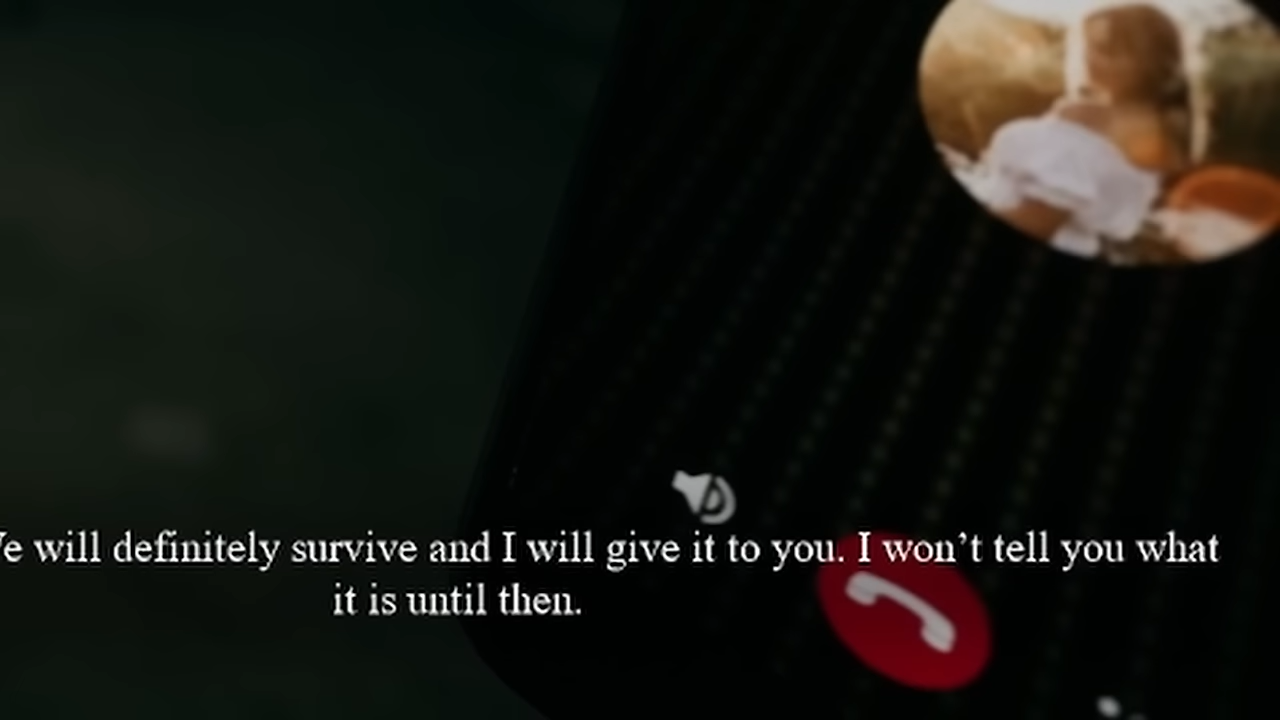 will definitely survive and I will give it to you. I won’t tell you what
it is until then.